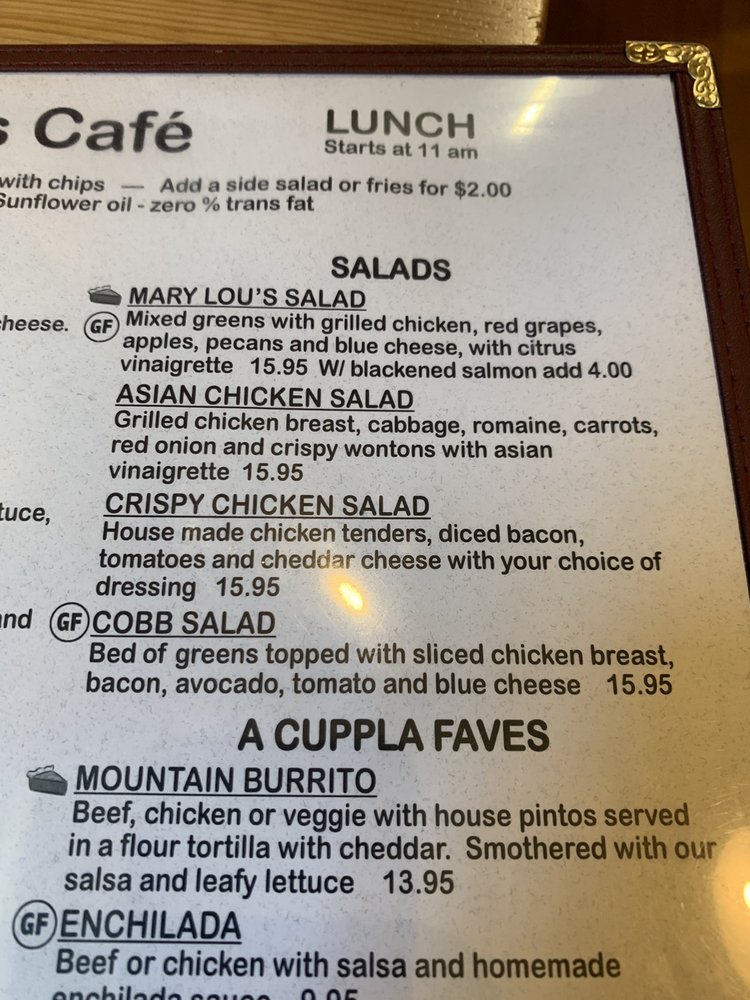 s Café
LUNCH
Starts at 11 am
with chips — Add a side salad or fries for $2.00
Sunflower oil - zero % trans fat
SALADS
MARY LOU'S SALAD
cheese.
GF Mixed greens with grilled chicken, red grapes,
apples, pecans and blue cheese, with citrus
vinaigrette 15.95 W/ blackened salmon add 4.00
ASIAN CHICKEN SALAD
Grilled chicken breast, cabbage, romaine, carrots,
red onion and crispy wontons with asian
vinaigrette 15.95
CRISPY CHICKEN SALAD
tuce,
House made chicken tenders, diced bacon,
tomatoes and cheddar cheese with your choice of
dressing 15.95
and
GF COBB SALAD
Bed of greens topped with sliced chicken breast,
bacon, avocado, tomato and blue cheese 15.95
A CUPPLA FAVES
MOUNTAIN BURRITO
Beef, chicken or veggie with house pintos served
in a flour tortilla with cheddar. Smothered with our
salsa and leafy lettuce 13.95
GF ENCHILADA
Beef or chicken with salsa and homemade
enchilada sauce 9.95